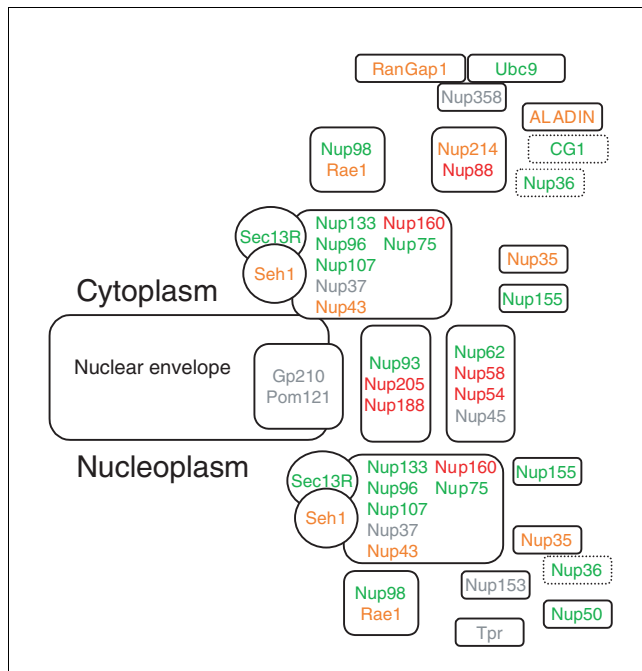 RanGap1 Ubc9
Nup358
ALADIN
Nup98 Nup214 CG1
Rae1 Nup88
Nup36
Nup133 Nup160
Sec13R Nup96 Nup75
Nup107 Nup35
Seh1
Nup37
Cytoplasm Nup43 Nup155
Nuclear envelope
Gp210
Pom121
Nup93
Nup205
Nup188
Nup62
Nup58
Nup54
Nup45
Nucleoplasm
Nup133 Nup160 Nup155
Sec13R Nup96 Nup75
Nup107
Seh1
Nup37
Nup43 Nup35
Nup36
Nup98 Nup153
Rae1
Nup50
Tpr